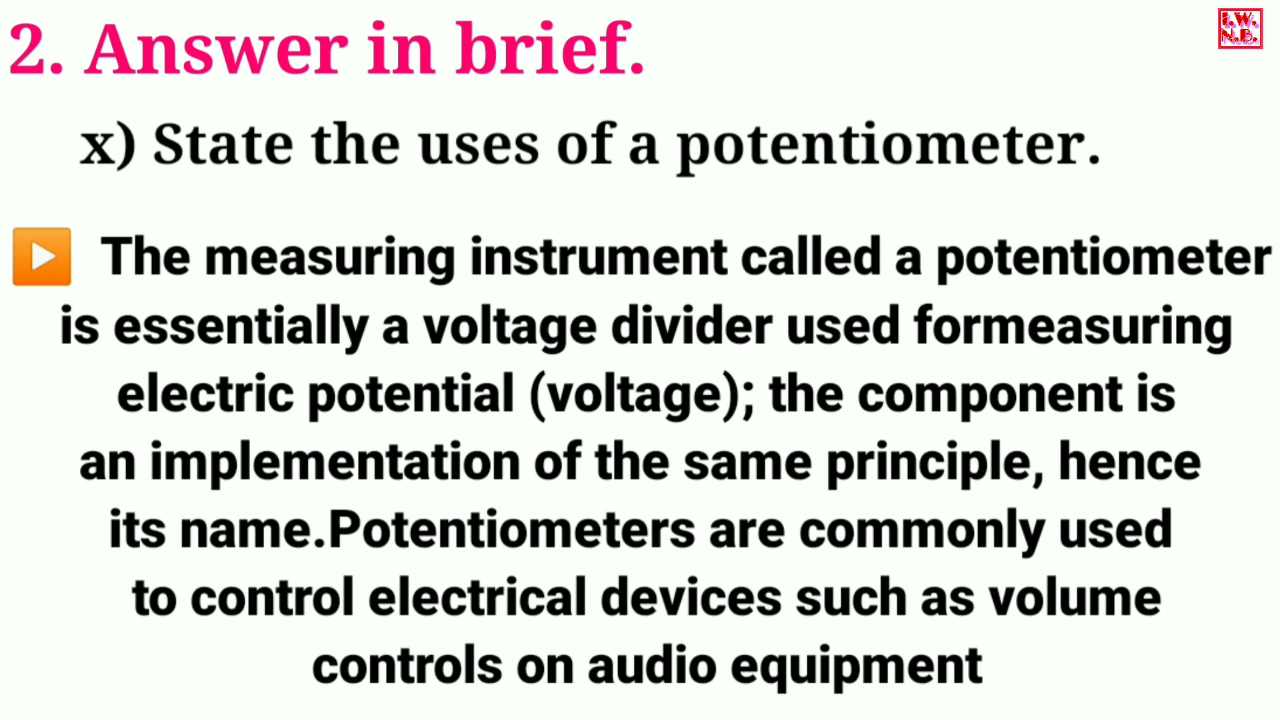 2. Answer in brief.
I.W.
N.B.
x) State the uses of a potentiometer.
The measuring instrument called a potentiometer
is essentially a voltage divider used formeasuring
electric potential (voltage); the component is
an implementation of the same principle, hence
its name.Potentiometers are commonly used
to control electrical devices such as volume
controls on audio equipment